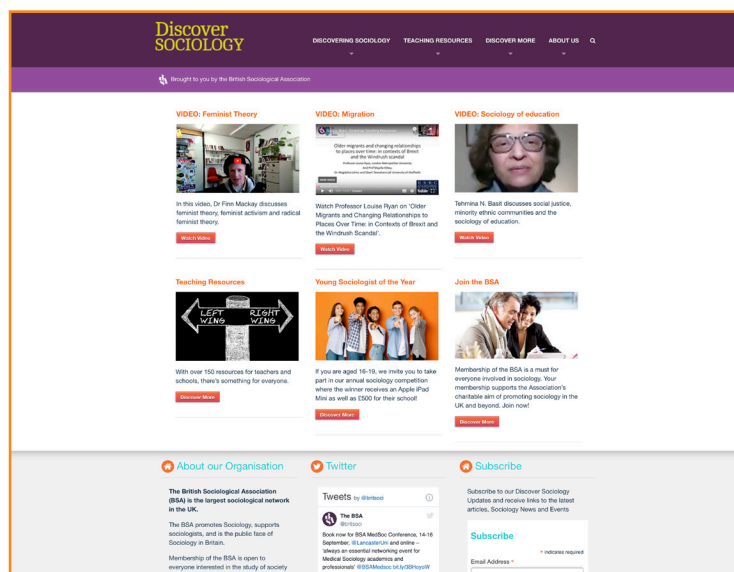 Discover
SOCIOLOGY
DISCOVERING SOCIOLOGY
TEACHING RESOURCES
DISCOVER MORE
ABOUT US
Brought to you by the British Sociological Association
VIDEO: Feminist Theory
In this video, Dr Finn Mackay discusses
feminist theory, feminist activism and radical
feminist theory.
Watch Video
VIDEO: Migration
Older migrants and changing relationships
to places over time: in contexts of Brexit
and the Windrush scandal
Watch Professor Louise Ryan on 'Older
Migrants and Changing Relationships to
Places Over Time: in Contexts of Brexit and
the Windrush Scandal'.
Watch Video
VIDEO: Sociology of education
Tehmina N. Basit discusses social justice,
minority ethnic communities and the
sociology of education.
Watch Video
Teaching Resources
LEFT WING
RIGHT WING
With over 150 resources for teachers and
schools, there's something for everyone.
Discover More
Young Sociologist of the Year
If you are aged 16-19, we invite you to take
part in our annual sociology competition
where the winner receives an Apple iPad
Mini as well as £500 for their school!
Discover More
Join the BSA
Membership of the BSA is a must for
everyone involved in sociology. Your
membership supports the Association's
charitable aim of promoting sociology in the
UK and beyond. Join now!
Discover More
About our Organisation
The British Sociological Association
(BSA) is the largest sociological network
in the UK.
The BSA promotes Sociology, supports
sociologists, and is the public face of
Sociology in Britain.
Membership of the BSA is open to
everyone interested in the study of society
Twitter
Tweets by @britsoci
The BSA
@britsoci
Book now for BSA MedSoc Conference, 14-16
September, @LancasterUni and online –
'always an essential networking event for
Medical Sociology academics and
professionals' @BSAMedsoc bit.ly/3BHoyoW
Subscribe
Subscribe to our Discover Sociology
Updates and receive links to the latest
articles, Sociology News and Events
Subscribe
* indicates required
Email Address *